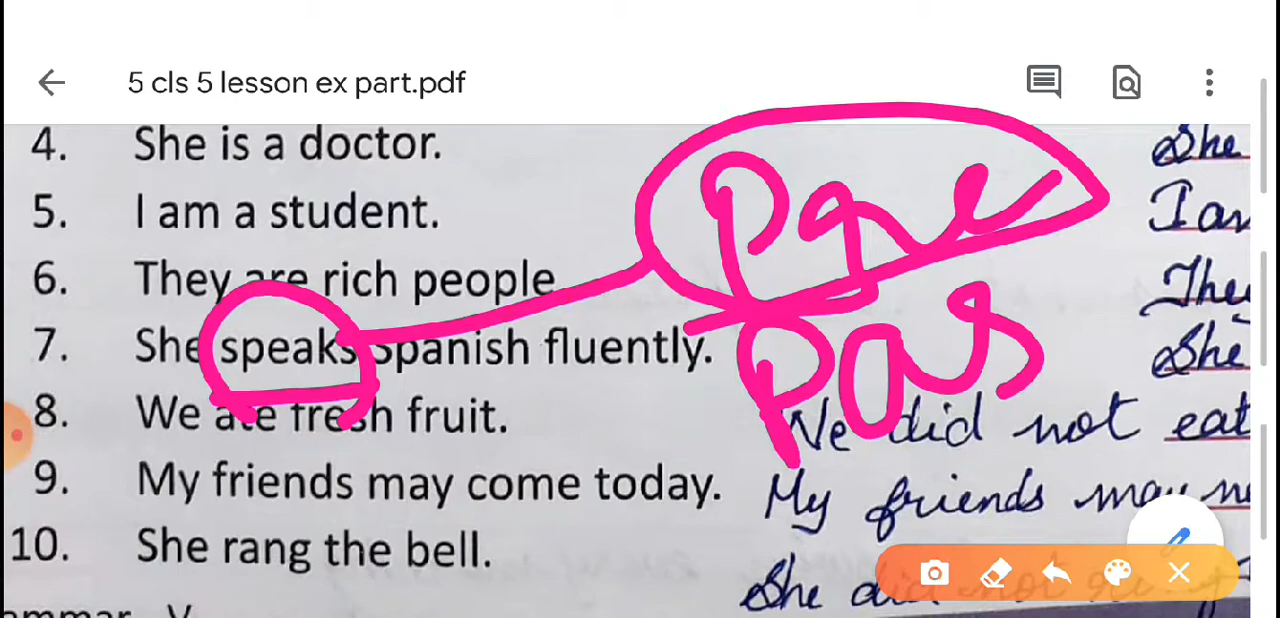 5 cls 5 lesson ex part.pdf
4. She is a doctor. She
5. I am a student. I am
6. They are rich people They
7. She speaks Spanish fluently. She
8. We ate fresh fruit. We did not eat
9. My friends may come today. My friends may
10. She rang the bell. She did not
pas